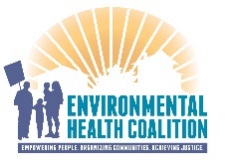 ENVIRONMENTAL
HEALTH COALITION
EMPOWERING PEOPLE. ORGANIZING COMMUNITIES. ACHIEVING JUSTICE.